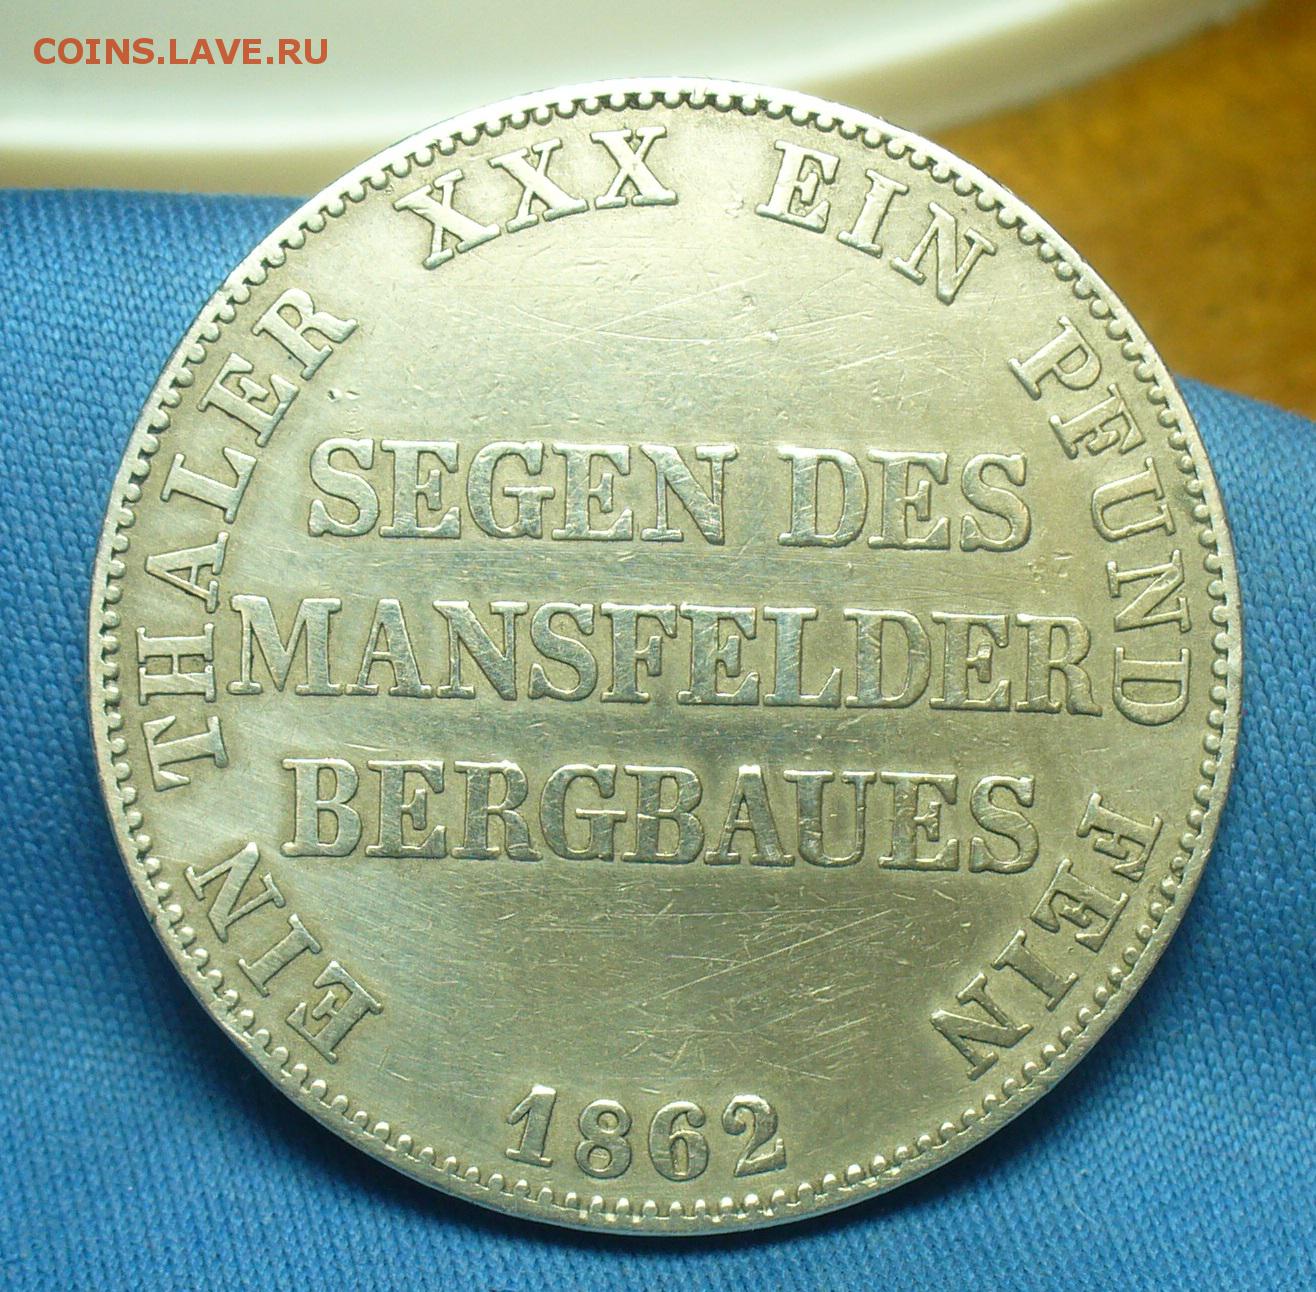 COINS.LAVE.RU
EIN THALER XXX EIN PFUND FEIN
SEGEN DES
MANSFELDER
BERGBAUES
1862